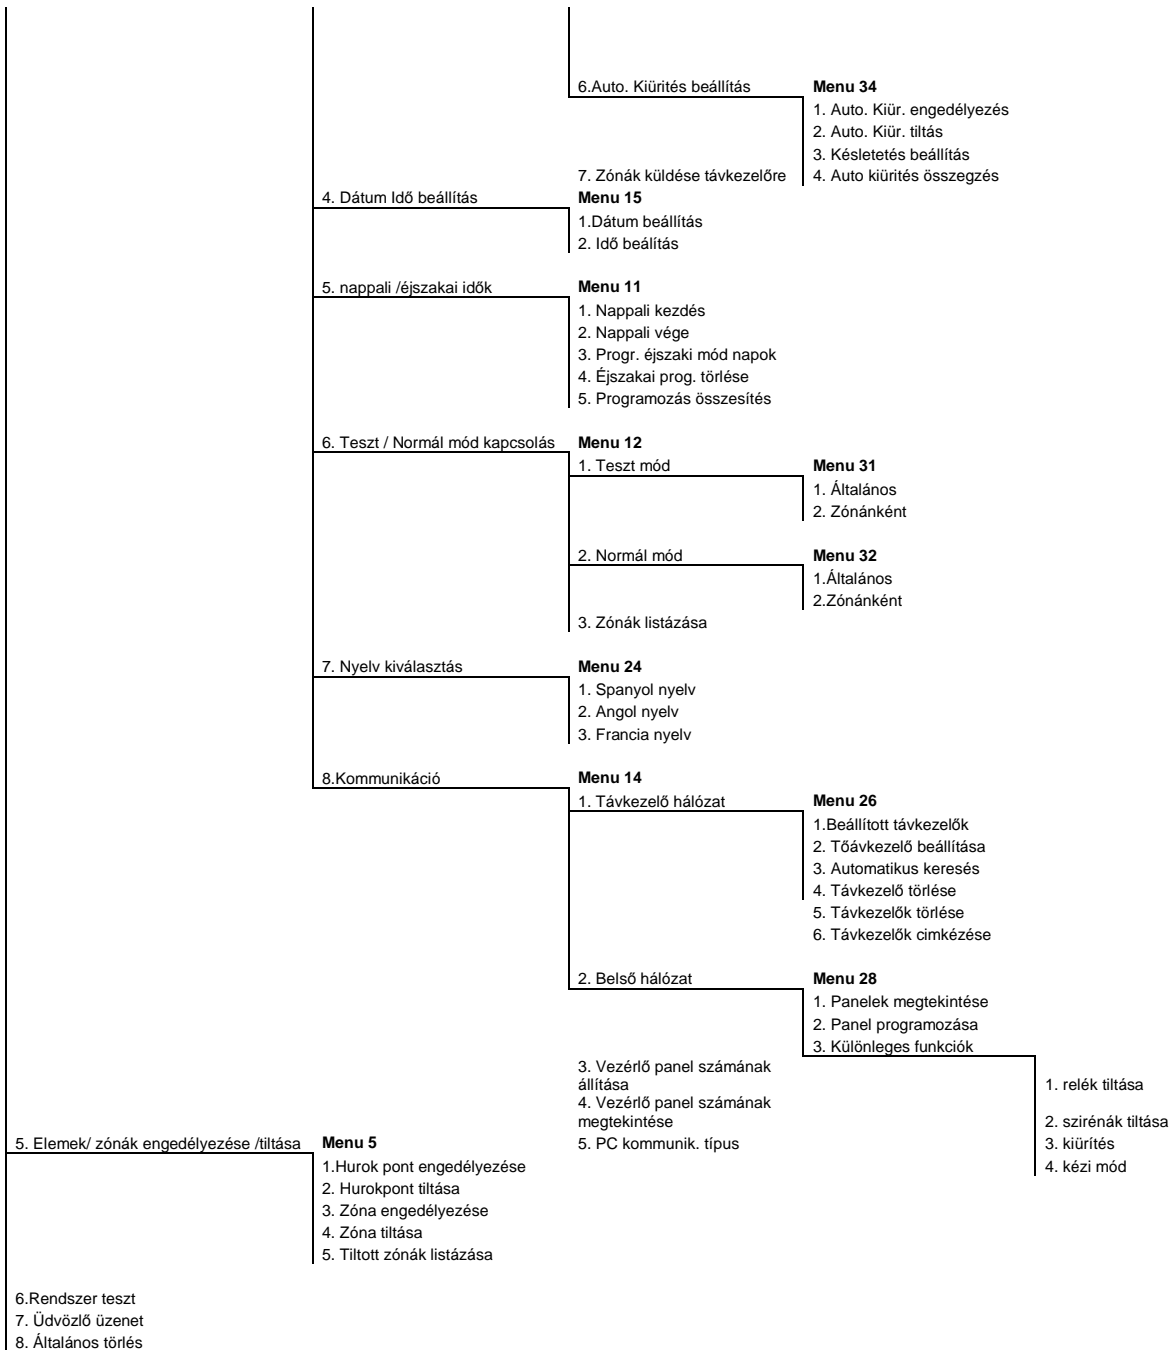 6.Auto. Kiürités beállítás
Menu 34
1. Auto. Kiür. engedélyezés
2. Auto. Kiür. tiltás
3. Késletetés beállítás
7. Zónák küldése távkezelőre
4. Auto kiürités összegzés
4. Dátum Idő beállítás
Menu 15
1.Dátum beállítás
2. Idő beálítás
5. nappali /éjszakai idők
Menu 11
1. Nappali kezdés
2. Nappali vége
3. Progr. éjszaki mód napok
4. Éjszakai prog. törlése
5. Programozás összesítés
6. Teszt / Normál mód kapcsolás
Menu 12
1. Teszt mód
Menu 31
1. Általános
2. Zónánként
2. Normál mód
Menu 32
1.Általános
2.Zónánként
3. Zónák listázása
7. Nyelv kiválasztás
Menu 24
1. Spanyol nyelv
2. Angol nyelv
3. Francia nyelv
8.Kommunikáció
Menu 14
1. Távkezelő hálózat
Menu 26
1.Beállított távkezelők
2. Tőávkezelő beállítása
3. Automatikus keresés
4. Távkezelő törlése
5. Távkezelők törlése
6. Távkezelők cimkézése
2. Belső hálózat
Menu 28
1. Panelek megtekintése
2. Panel programozása
3. Különleges funkciók
3. Vezérlő panel számának
állítása
1. relék tiltása
4. Vezérlő panel számának
megtekintése
2. szirénák tiltása
5. Elemek/ zónák engedélyezése /tiltása
Menu 5
5. PC kommunik. típus
3. kiürítés
1.Hurok pont engedélyezése
4. kézi mód
2. Hurokpont tiltása
3. Zóna engedélyezése
4. Zóna tiltása
5. Tiltott zónák listázása
6.Rendszer teszt
7. Üdvözlő üzenet
8. Általános törlés